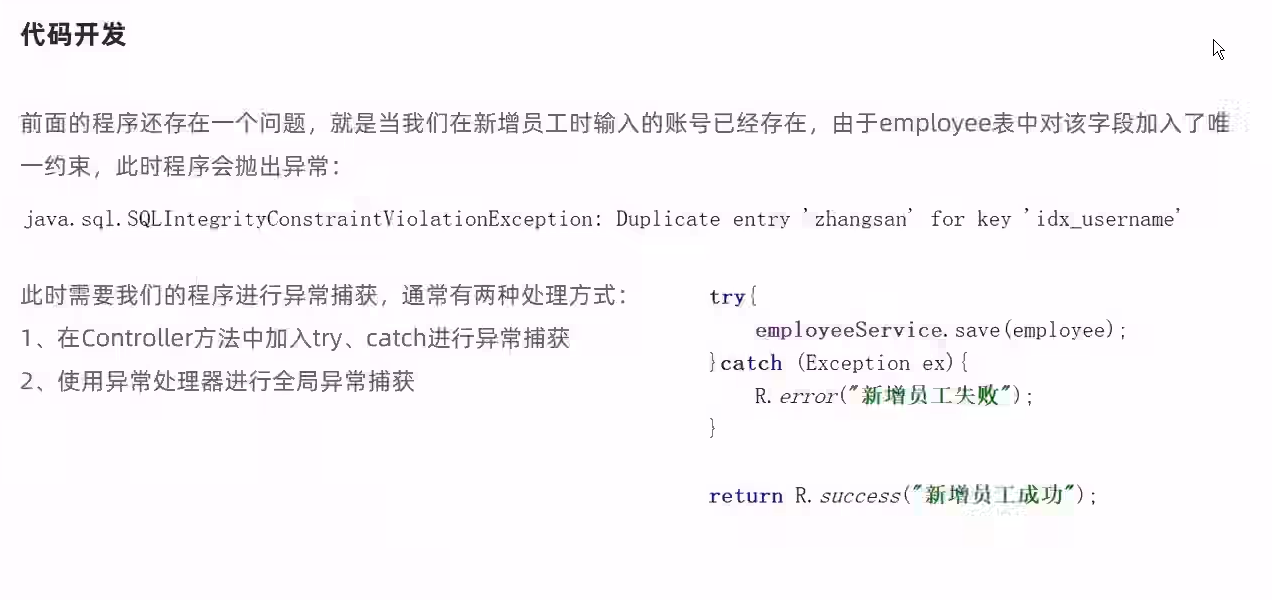 代码开发
前面的程序还存在一个问题，就是当我们在新增员工时输入的账号已经存在，由于employee表中对该字段加入了唯
一约束，此时程序会抛出异常：
java.sql.SQLIntegrityConstraintViolationException: Duplicate entry 'zhangsan' for key 'idx_username'
此时需要我们的程序进行异常捕获，通常有两种处理方式：
1、在Controller方法中加入try、catch进行异常捕获
2、使用异常处理器进行全局异常捕获
try{
    employeeService.save(employee);
}catch (Exception ex){
    R.error("新增员工失败");
}
return R.success("新增员工成功");